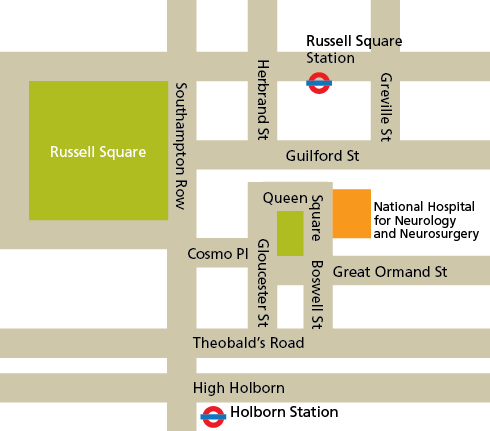 Russell Square
Station
Herbrand St
Greville St
Southampton Row
Russell Square
Guilford St
Queen
Square
National Hospital
for Neurology
and Neurosurgery
Cosmo Pl
Gloucester St
Boswell St
Great Ormand St
Theobald's Road
High Holborn
Holborn Station